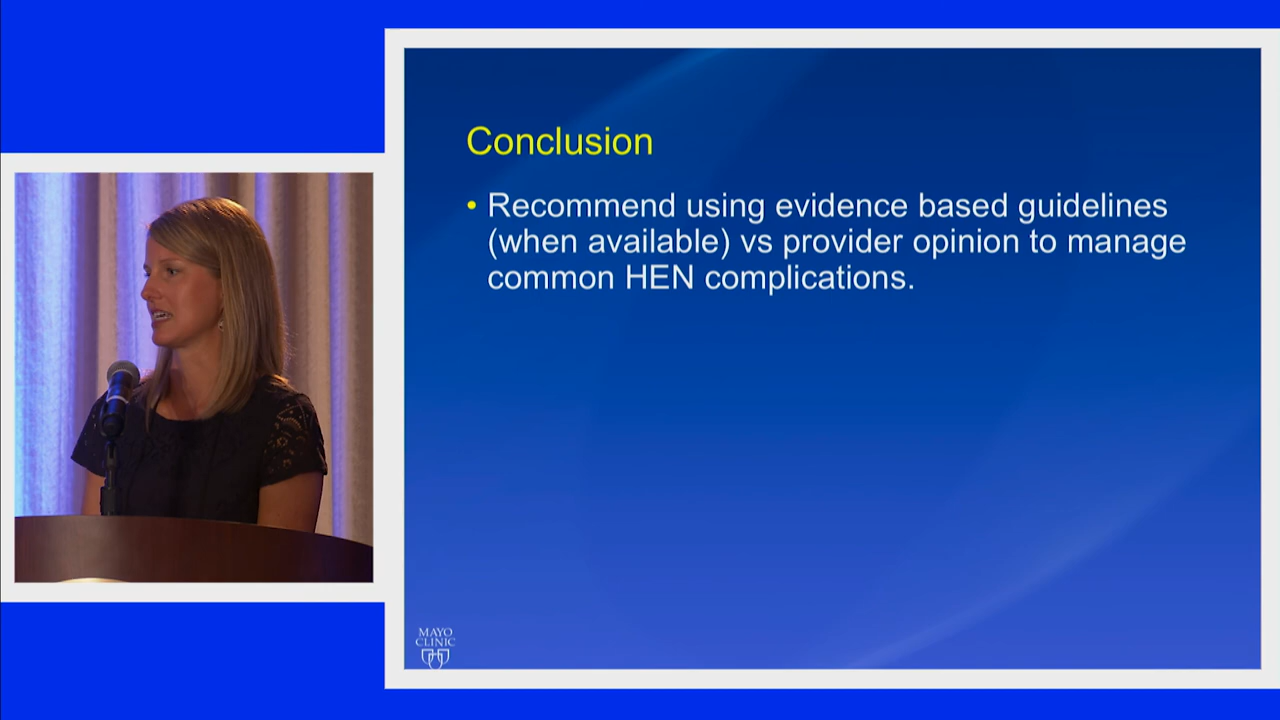 Conclusion
• Recommend using evidence based guidelines
(when available) vs provider opinion to manage
common HEN complications.
MAYO
CLINIC